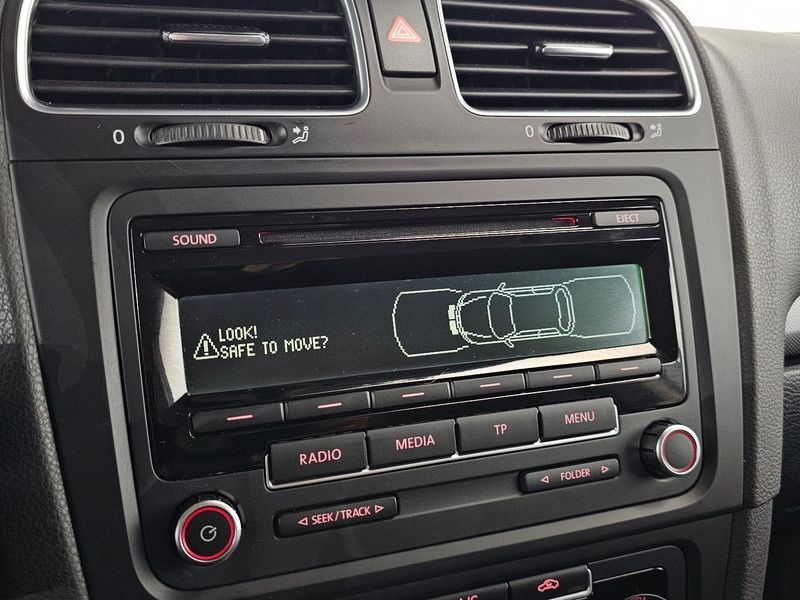 0
0
SOUND
EJECT
LOOK!
SAFE TO MOVE?
RADIO
MEDIA
TP
MENU
SEEK/TRACK
FOLDER